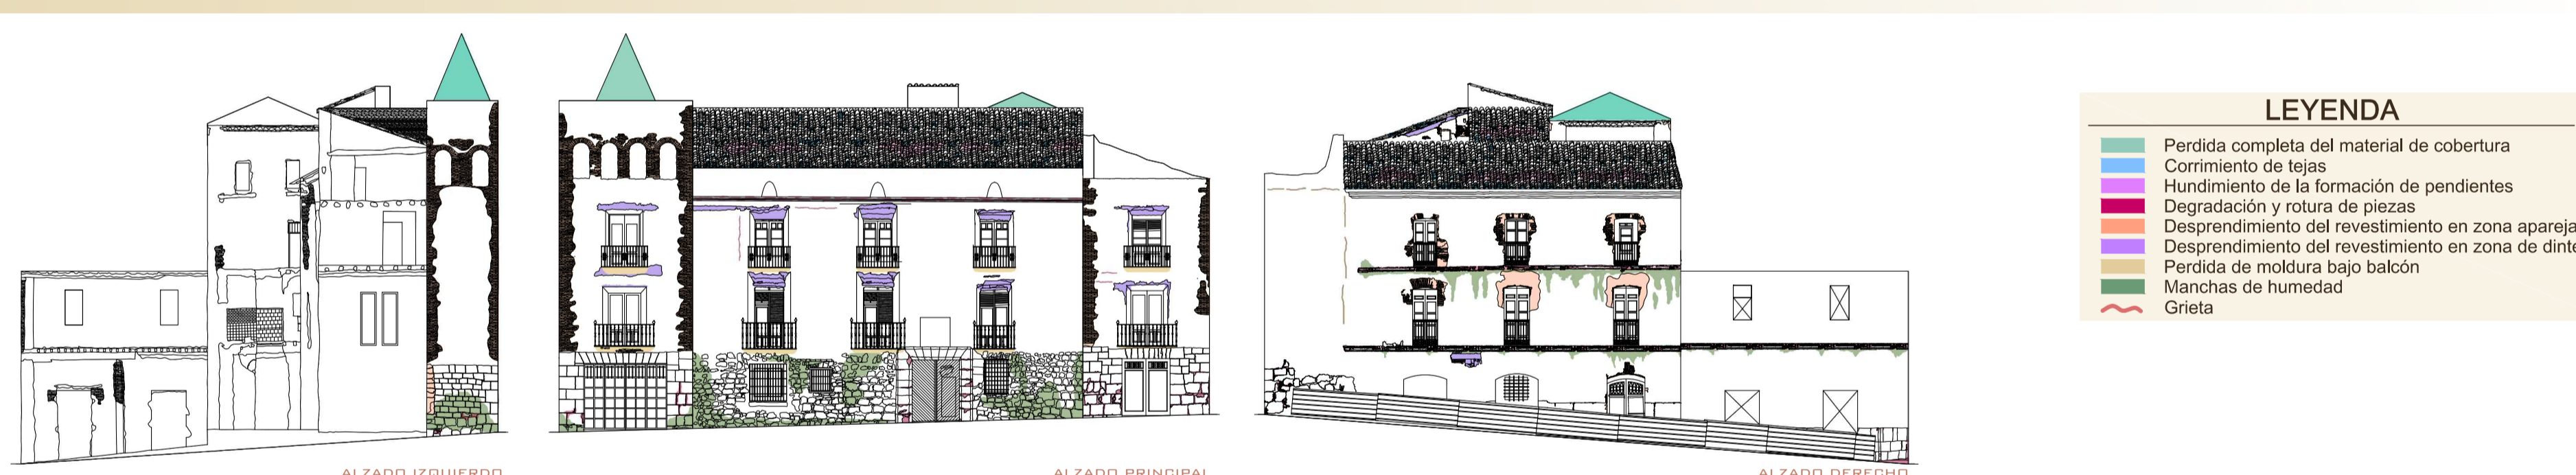 LEYENDA
Perdida completa del material de cobertura
Corrimiento de tejas
Hundimiento de la formación de pendientes
Degradación y rotura de piezas
Desprendimiento del revestimiento en zona apareja
Desprendimiento del revestimiento en zona de dinte
Perdida de moldura bajo balcón
Manchas de humedad
Grieta
ALZADO IZQUIERDO
ALZADO PRINCIPAL
ALZADO DERECHO